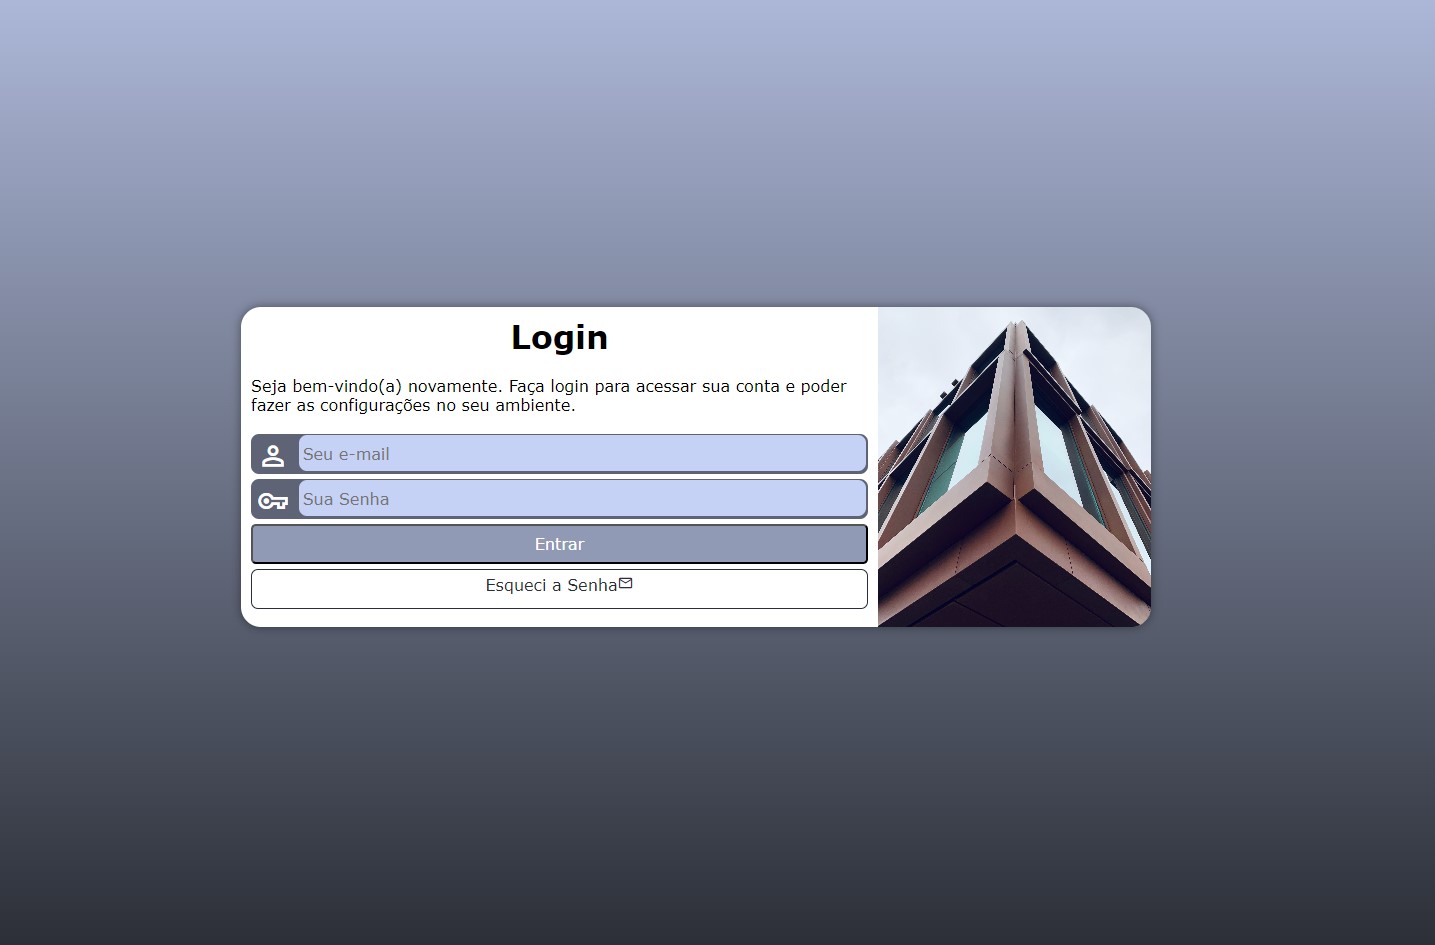 Login
Seja bem-vindo(a) novamente. Faça login para acessar sua conta e poder
fazer as configurações no seu ambiente.
Seu e-mail
Sua Senha
Entrar
Esqueci a Senha